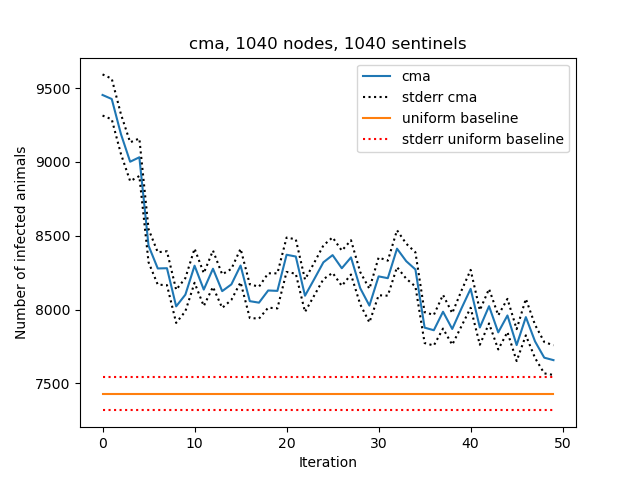 cma, 1040 nodes, 1040 sentinels
cma
stderr cma
uniform baseline
stderr uniform baseline
Number of infected animals
9500
9000
8500
8000
7500
0 10 20 30 40 50
Iteration